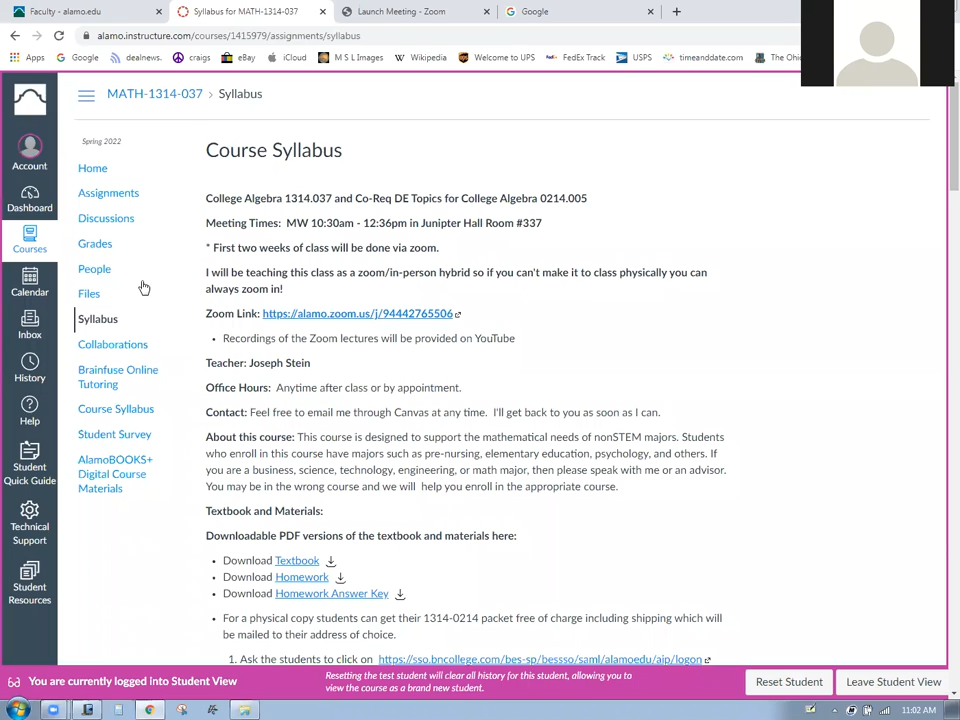 Faculty - alamo.edu
Syllabus for MATH-1314-037
Launch Meeting - Zoom
Google
alamo.instructure.com/courses/1415979/assignments/syllabus
Apps
Google
dealnews.
craigs
eBay
iCloud
M S L Images
Wikipedia
Welcome to UPS
FedEx Track
USPS
timeanddate.com
The Ohi
MATH-1314-037 › Syllabus
Account
Dashboard
Courses
Calendar
Inbox
History
Help
Student
Quick Guide
Technical
Support
Student
Resources
Spring 2022
Home
Assignments
Discussions
Grades
People
Files
Syllabus
Collaborations
Brainfuse Online
Tutoring
Course Syllabus
Student Survey
AlamoBOOKS+
Digital Course
Materials
Course Syllabus
College Algebra 1314.037 and Co-Req DE Topics for College Algebra 0214.005
Meeting Times: MW 10:30am - 12:36pm in Junipter Hall Room #337
* First two weeks of class will be done via zoom.
I will be teaching this class as a zoom/in-person hybrid so if you can't make it to class physically you can
always zoom in!
Zoom Link: https://alamo.zoom.us/j/94442765506
• Recordings of the Zoom lectures will be provided on YouTube
Teacher: Joseph Stein
Office Hours: Anytime after class or by appointment.
Contact: Feel free to email me through Canvas at any time. I'll get back to you as soon as I can.
About this course: This course is designed to support the mathematical needs of nonSTEM majors. Students
who enroll in this course have majors such as pre-nursing, elementary education, psychology, and others. If
you are a business, science, technology, engineering, or math major, then please speak with me or an advisor.
You may be in the wrong course and we will help you enroll in the appropriate course.
Textbook and Materials:
Downloadable PDF versions of the textbook and materials here:
• Download Textbook
• Download Homework
• Download Homework Answer Key
• For a physical copy students can get their 1314-0214 packet free of charge including shipping which will
be mailed to their address of choice.
1. Ask the students to click on https://sso.bncollege.com/bes-sp/bessso/saml/alamoedu/aip/logon
You are currently logged into Student View
Resetting the test student will clear all history for this student, allowing you to
view the course as a brand new student.
Reset Student
Leave Student View
11:02 AM